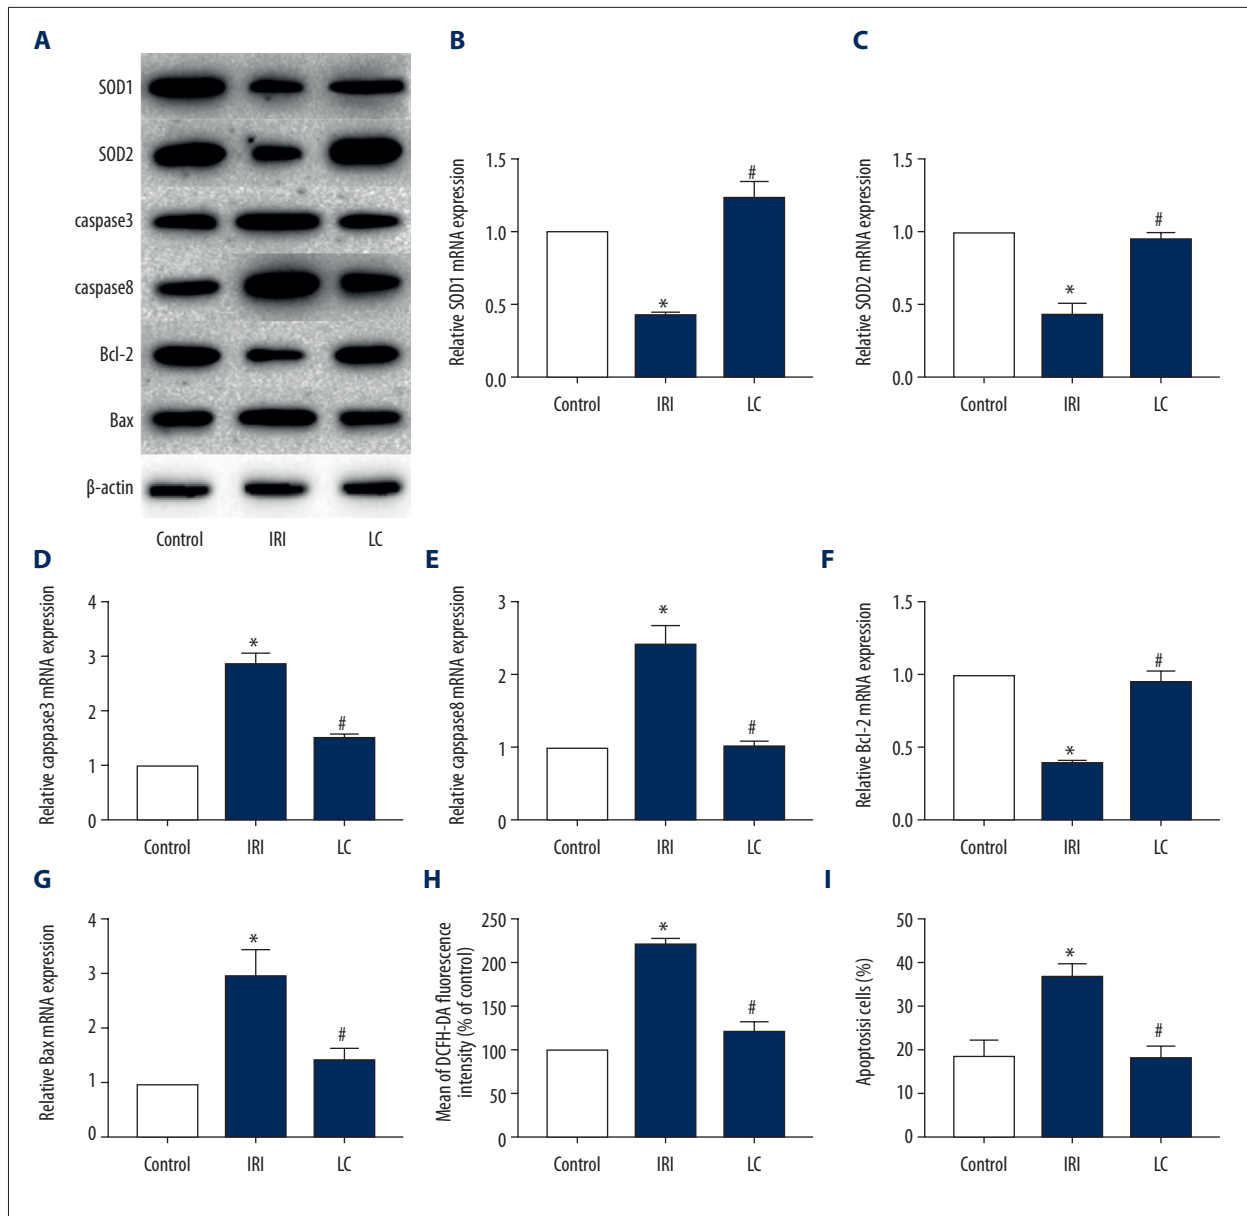 A
SOD1
SOD2
caspase3
caspase8
Bcl-2
Bax
β-actin
Control IRI LC
B
Relative SOD1 mRNA expression
1.5
1.0
0.5
0.0
*
#
Control IRI LC
C
Relative SOD2 mRNA expression
1.5
1.0
0.5
0.0
*
#
Control IRI LC
D
Relative capspase3 mRNA expression
4
3
2
1
0
*
#
Control IRI LC
E
Relative capspase8 mRNA expression
3
2
1
0
*
#
Control IRI LC
F
Relative Bcl-2 mRNA expression
1.5
1.0
0.5
0.0
*
#
Control IRI LC
G
Relative Bax mRNA expression
4
3
2
1
0
*
#
Control IRI LC
H
Mean of DCFH-DA fluorescence
intensity (% of control)
250
200
150
100
50
0
*
#
Control IRI LC
I
Apoptosisi cells (%)
50
40
30
20
10
0
*
#
Control IRI LC